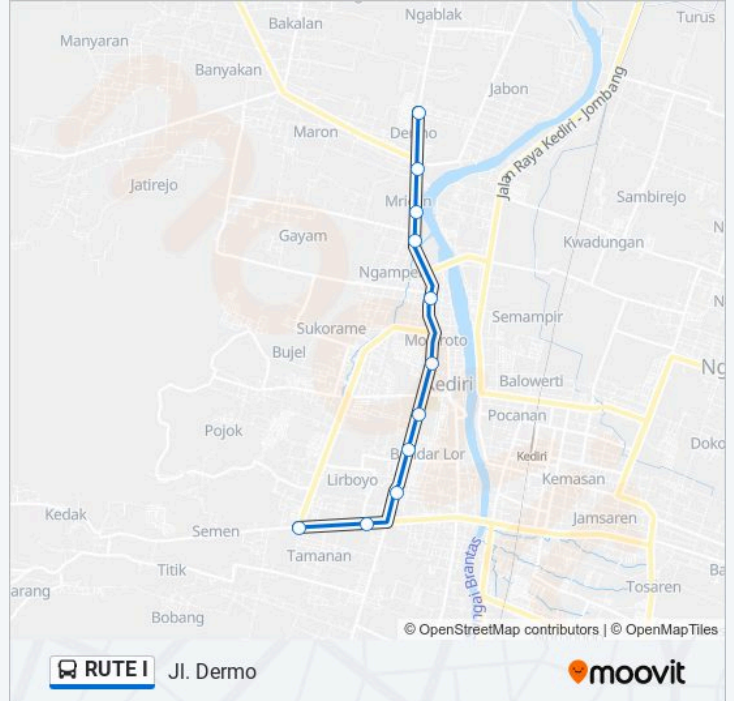 Ngablak
Turus
Bakalan
Manyaran
Banyakan
Jabon
Maron
Jalan Raya Kediri - Jombang
Jatirejo
Sambirejo
Gayam
Kwadungan
Sukorame
Semampir
Bujel
Balowerti
Pocanan
Pojok
Kediri
Lirboyo
Kemasan
Kedak
Semen
Jamsaren
Tamanan
Titik
Tosaren
Bobang
© OpenStreetMap contributors | © OpenMapTiles
RUTE I Jl. Dermo
moovit